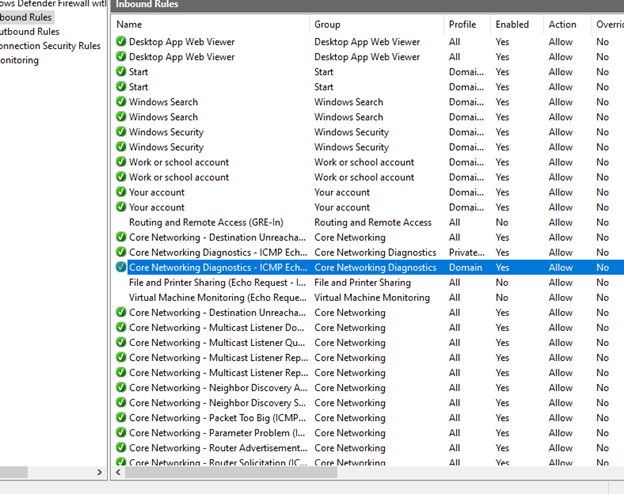 ows Defender Firewall with
Inbound Rules
bound Rules
utbound Rules
onnection Security Rules
onitoring
Name Group Profile Enabled Action Overri
Desktop App Web Viewer Desktop App Web Viewer All Yes Allow No
Desktop App Web Viewer Desktop App Web Viewer All Yes Allow No
Start Start Domai... Yes Allow No
Start Start Domai... Yes Allow No
Windows Search Windows Search Domai... Yes Allow No
Windows Search Windows Search Domai... Yes Allow No
Windows Security Windows Security Domai... Yes Allow No
Windows Security Windows Security Domai... Yes Allow No
Work or school account Work or school account Domai... Yes Allow No
Work or school account Work or school account Domai... Yes Allow No
Your account Your account Domai... Yes Allow No
Your account Your account Domai... Yes Allow No
Routing and Remote Access (GRE-In) Routing and Remote Access All No Allow No
Core Networking - Destination Unreacha... Core Networking All Yes Allow No
Core Networking Diagnostics - ICMP Ech... Core Networking Diagnostics Private... Yes Allow No
Core Networking Diagnostics - ICMP Ech... Core Networking Diagnostics Domain Yes Allow No
File and Printer Sharing (Echo Request - I... File and Printer Sharing All No Allow No
Virtual Machine Monitoring (Echo Reque... Virtual Machine Monitoring All No Allow No
Core Networking - Destination Unreacha... Core Networking All Yes Allow No
Core Networking - Multicast Listener Do... Core Networking All Yes Allow No
Core Networking - Multicast Listener Qu... Core Networking All Yes Allow No
Core Networking - Multicast Listener Rep... Core Networking All Yes Allow No
Core Networking - Multicast Listener Rep... Core Networking All Yes Allow No
Core Networking - Neighbor Discovery A... Core Networking All Yes Allow No
Core Networking - Neighbor Discovery S... Core Networking All Yes Allow No
Core Networking - Packet Too Big (ICMP... Core Networking All Yes Allow No
Core Networking - Parameter Problem (I... Core Networking All Yes Allow No
Core Networking - Router Advertisement... Core Networking All Yes Allow No
Core Networking - Router Solicitation (IC... Core Networking All Yes Allow No